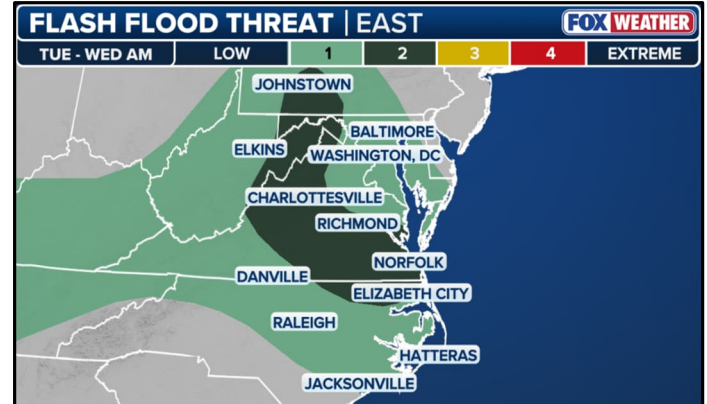 FLASH FLOOD THREAT | EAST
FOX WEATHER
TUE - WED AM
LOW
1
2
3
4
EXTREME
JOHNSTOWN
BALTIMORE
ELKINS
WASHINGTON, DC
CHARLOTTESVILLE
RICHMOND
NORFOLK
DANVILLE
ELIZABETH CITY
RALEIGH
HATTERAS
JACKSONVILLE